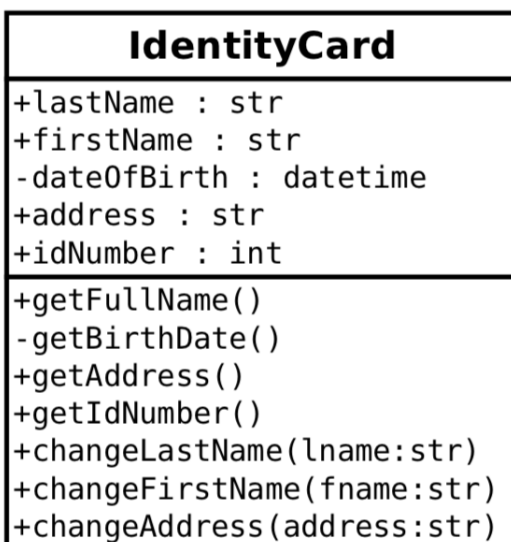 IdentityCard
+lastName : str
+firstName : str
-dateOfBirth : datetime
+address : str
+idNumber : int
+getFullName()
-getBirthDate()
+getAddress()
+getIdNumber()
+changeLastName(lname:str)
+changeFirstName(fname:str)
+changeAddress(address:str)